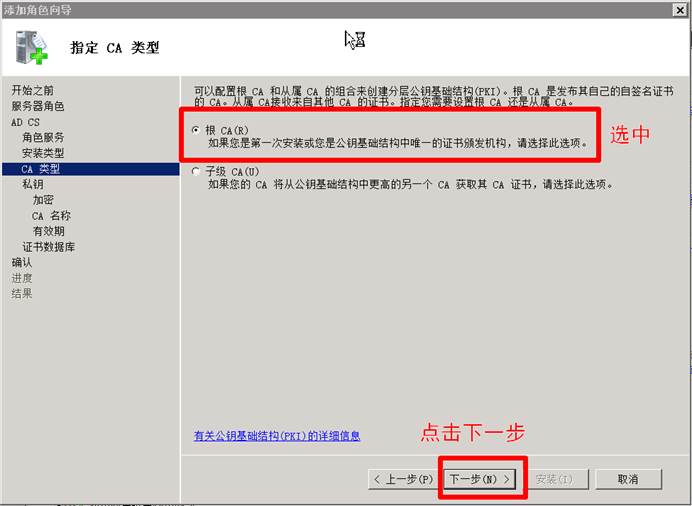 添加角色向导
指定 CA 类型
开始之前
服务器角色
AD CS
角色服务
安装类型
CA 类型
私钥
加密
CA 名称
有效期
证书数据库
确认
进度
结果
可以配置根 CA 和从属 CA 的组合来创建分层公钥基础结构(PKI)。根 CA 是发布其自己的自签名证书
的 CA。从属 CA接收来自其他 CA 的证书。指定您需要设置根 CA 还是从属 CA。
根 CA(R)
如果您是第一次安装或您是公钥基础结构中唯一的证书颁发机构，请选择此选项。
选中
子级 CA(U)
如果您的 CA 将从公钥基础结构中更高的另一个 CA 获取其 CA 证书，请选择此选项。
有关公钥基础结构(PKI)的详细信息
点击下一步
< 上一步(P)
下一步(N) >
安装(I)
取消